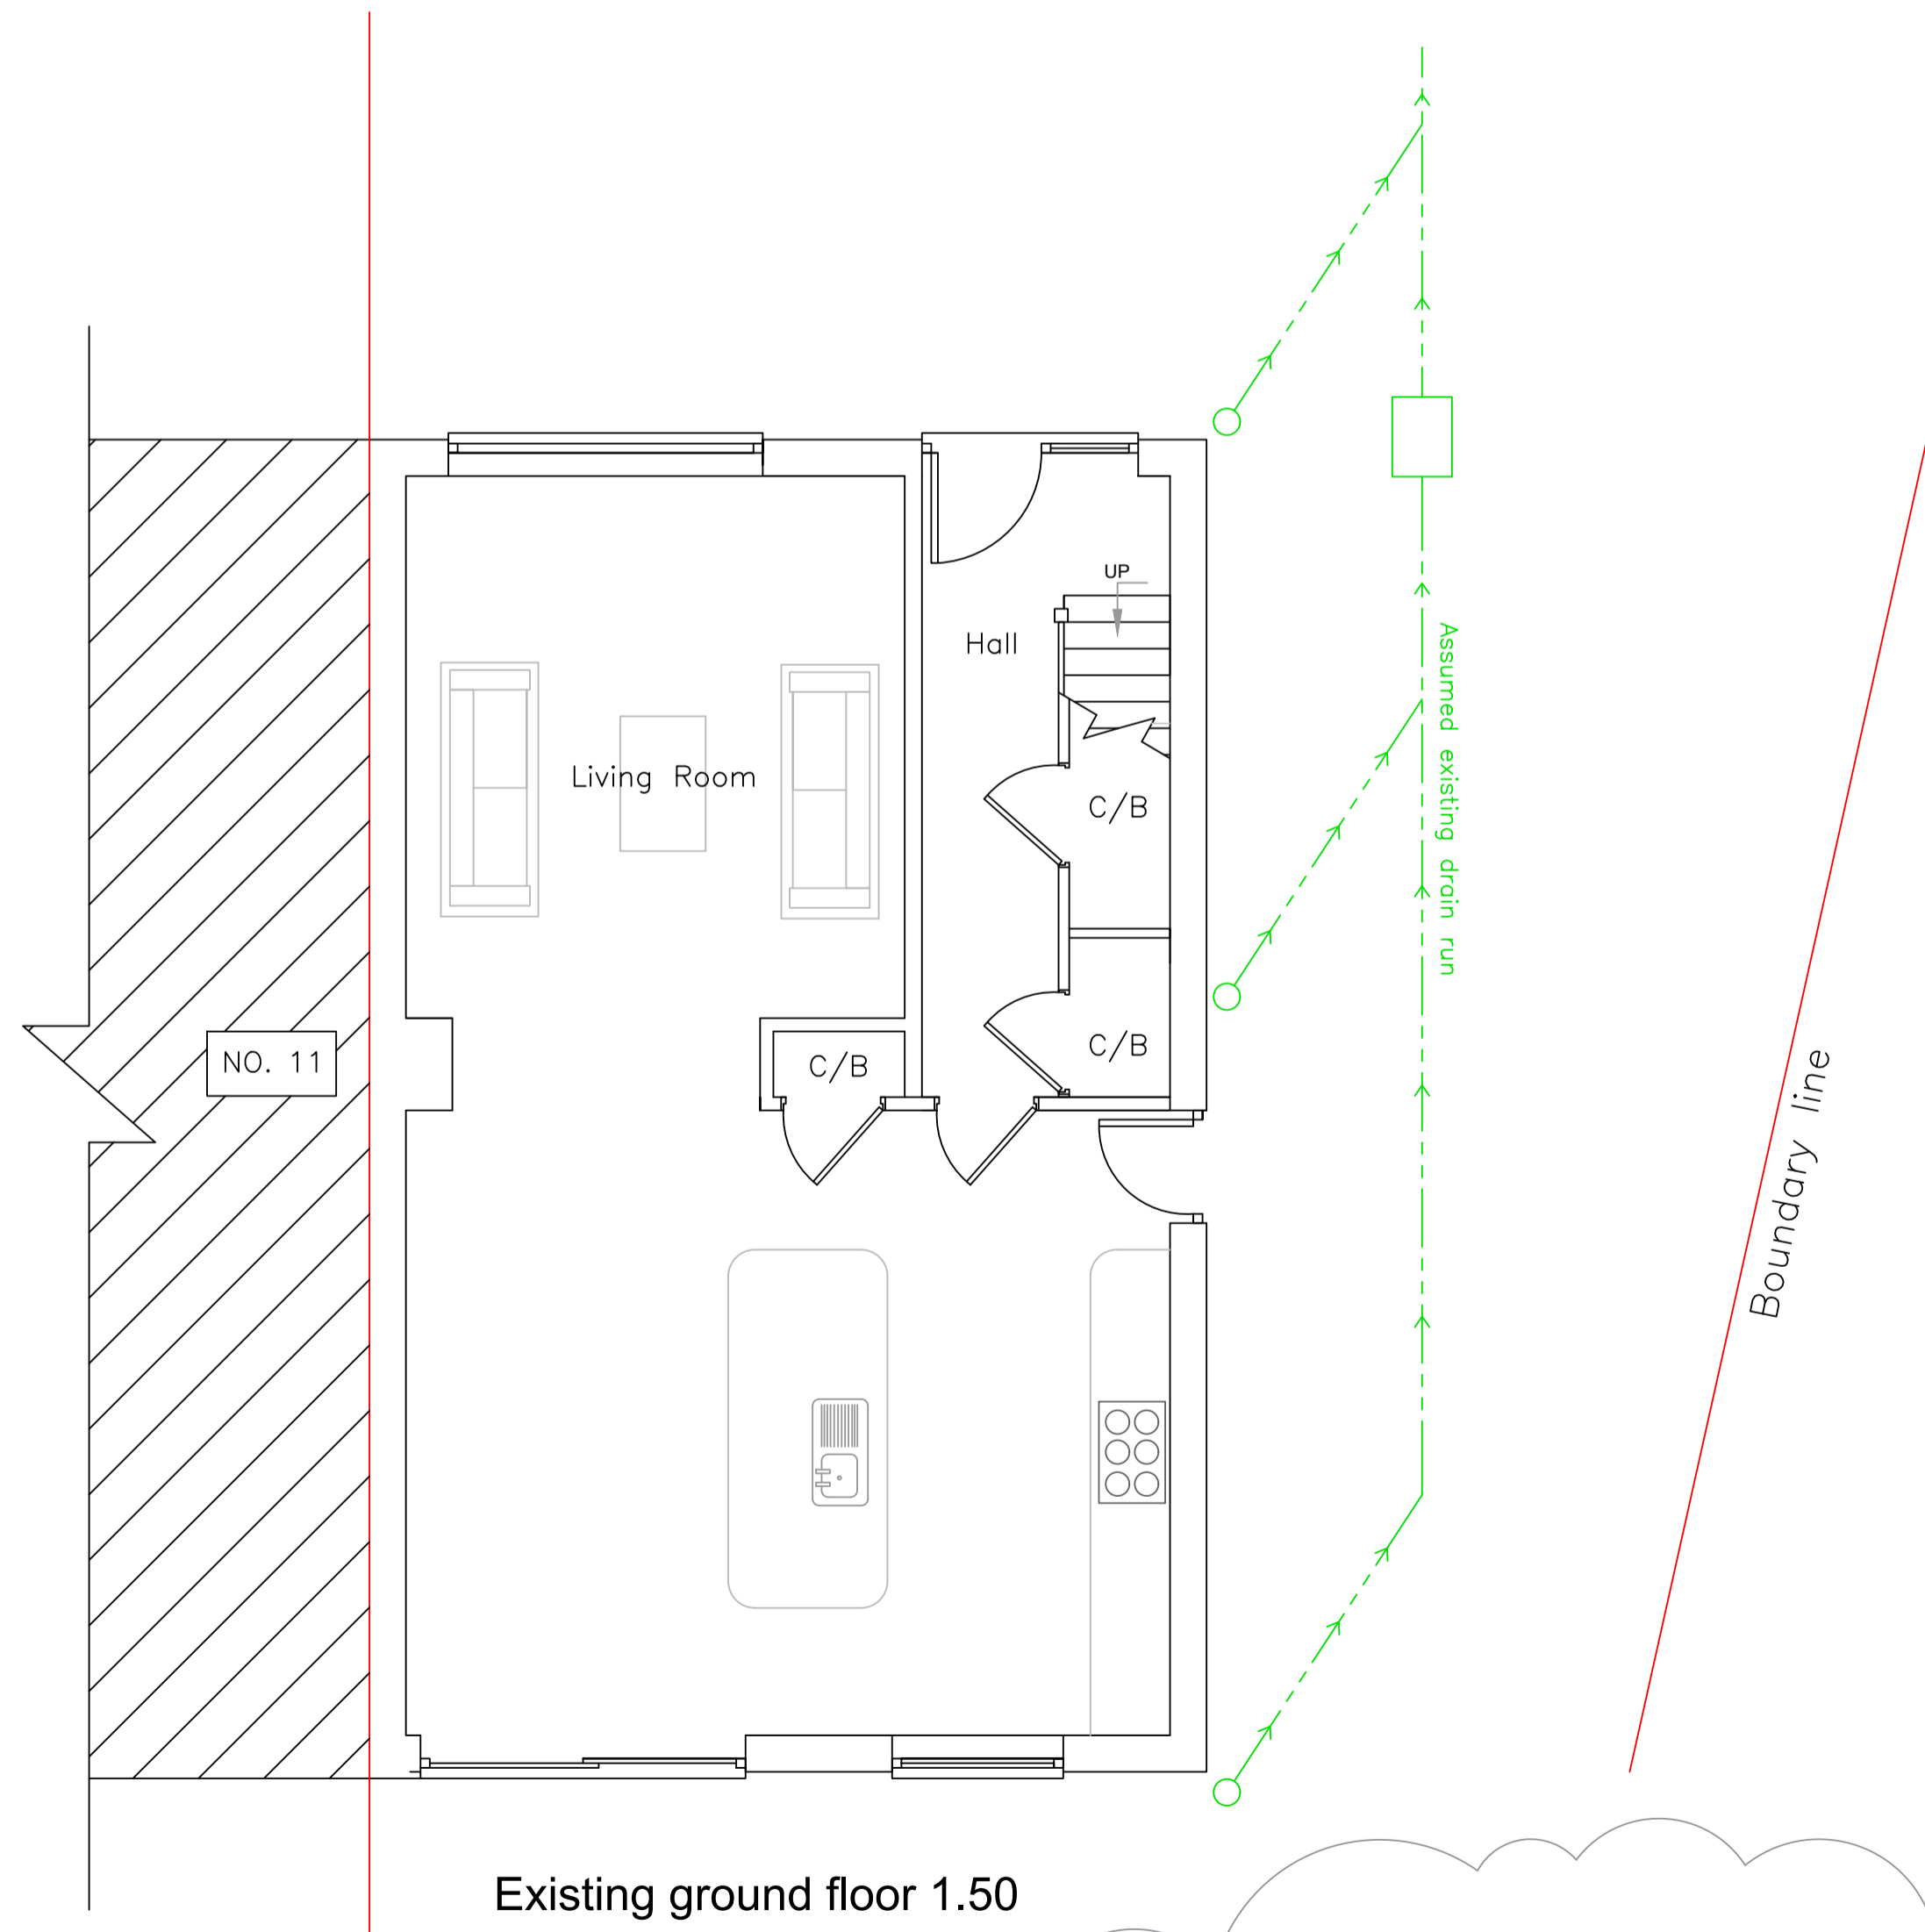 UP
Hall
Assumed existing drain run
Living Room
C/B
C/B
NO. 11
C/B
Boundary line
Existing ground floor 1.50